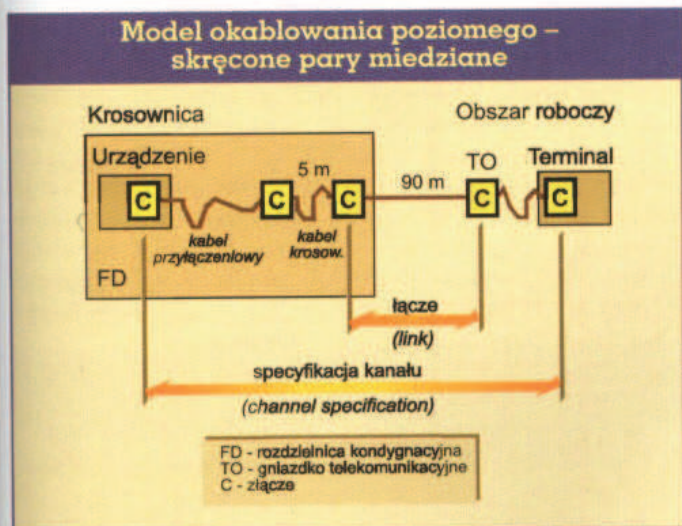 Model okablowania poziomego –
skręcone pary miedziane
Krosownica
Obszar roboczy
Urządzenie
5 m
90 m
TO
Terminal
C
C
C
C
C
kabel
przyłączeniowy
kabel
krosow.
FD
łącze
(link)
specyfikacja kanału
(channel specification)
FD - rozdzielnica kondygnacyjna
TO - gniazdko telekomunikacyjne
C - złącze